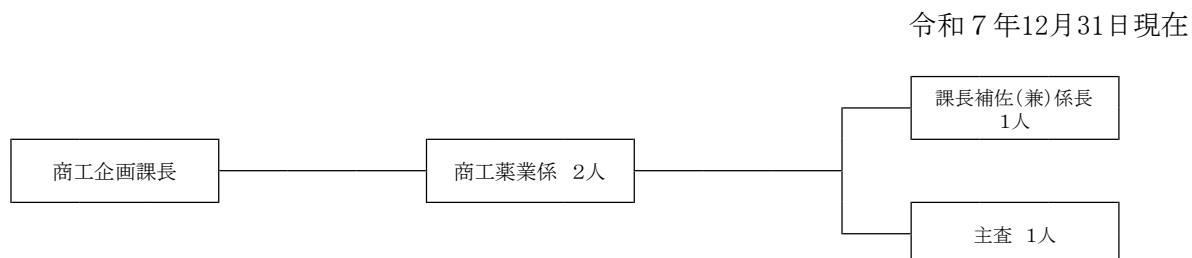 令和７年12月31日現在
課長補佐(兼)係長
１人
商工企画課長
商工薬業係　２人
主査　１人